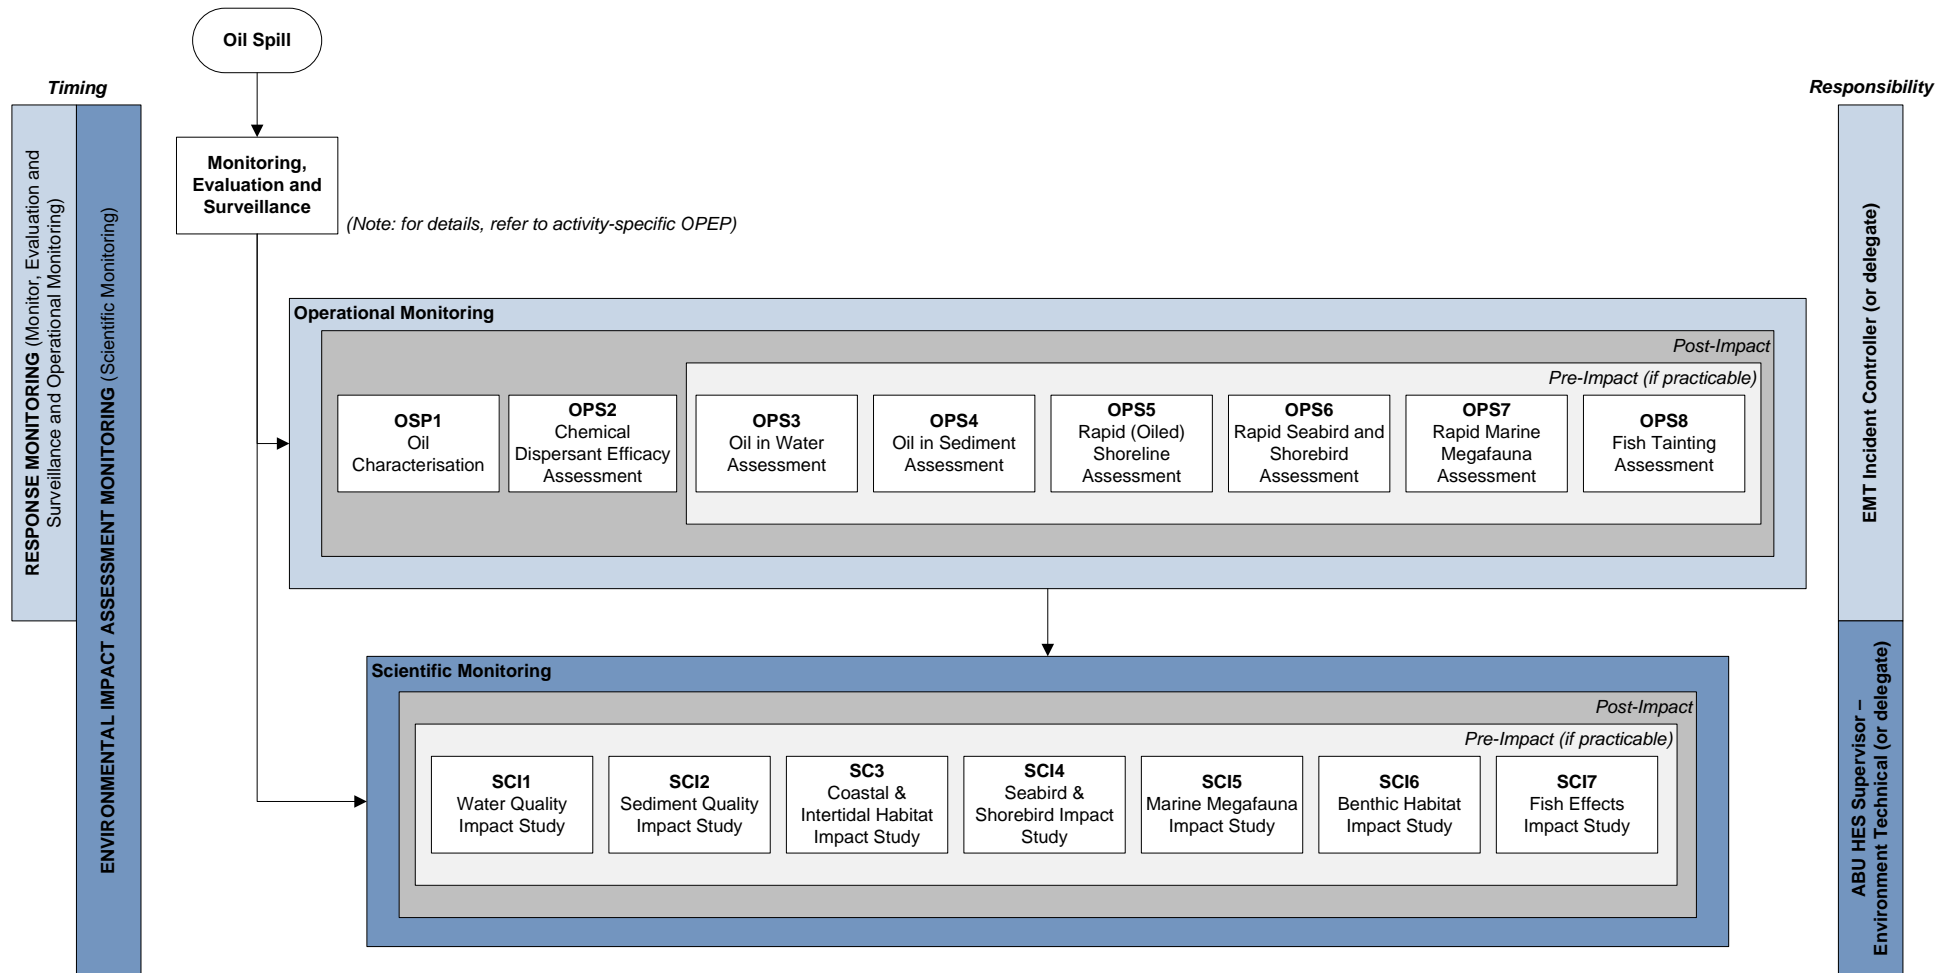 Oil Spill
Timing
Responsibility
RESPONSE MONITORING (Monitor, Evaluation and
Surveillance and Operational Monitoring)
ENVIRONMENTAL IMPACT ASSESSMENT MONITORING (Scientific Monitoring)
Monitoring,
Evaluation and
Surveillance
(Note: for details, refer to activity-specific OPEP)
EMT Incident Controller (or delegate)
Operational Monitoring
Post-Impact
Pre-Impact (if practicable)
OSP1
Oil
Characterisation
OPS2
Chemical
Dispersant Efficacy
Assessment
OPS3
Oil in Water
Assessment
OPS4
Oil in Sediment
Assessment
OPS5
Rapid (Oiled)
Shoreline
Assessment
OPS6
Rapid Seabird and
Shorebird
Assessment
OPS7
Rapid Marine
Megafauna
Assessment
OPS8
Fish Tainting
Assessment
Scientific Monitoring
Post-Impact
Pre-Impact (if practicable)
SCI1
Water Quality
Impact Study
SCI2
Sediment Quality
Impact Study
SC3
Coastal &
Intertidal Habitat
Impact Study
SCI4
Seabird &
Shorebird Impact
Study
SCI5
Marine Megafauna
Impact Study
SCI6
Benthic Habitat
Impact Study
SCI7
Fish Effects
Impact Study
ABU HES Supervisor –
Environment Technical (or delegate)